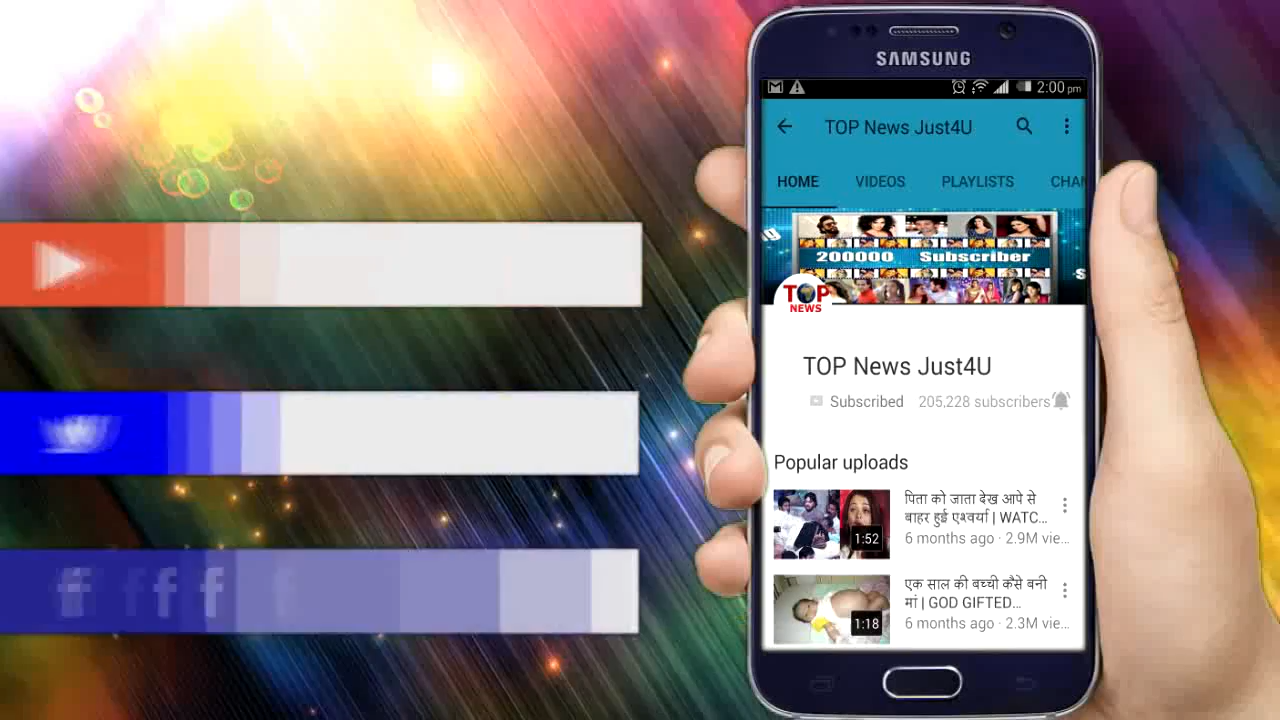 SAMSUNG
2:00 pm
TOP News Just4U
HOME VIDEOS PLAYLISTS CHAN
200000 Subscriber
TOP
NEWS
TOP News Just4U
Subscribed 205,228 subscribers
Popular uploads
पिता को जाता देख आपे से
बाहर हुई एश्वर्या | WATC...
6 months ago · 2.9M vie...
1:52
एक साल की बच्ची कैसे बनी
मां | GOD GIFTED...
6 months ago · 2.3M vie...
1:18